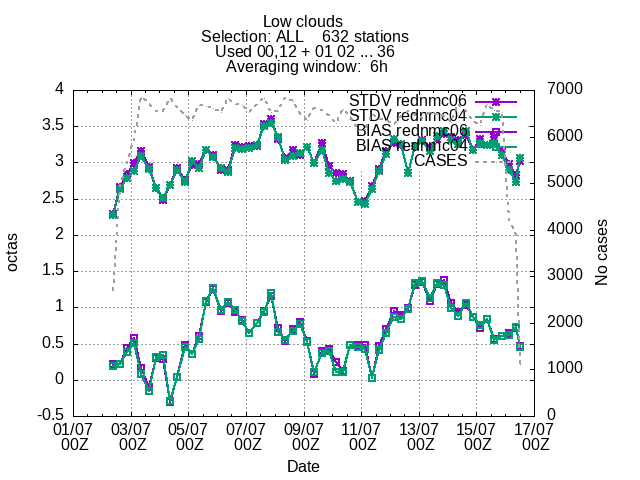 Low clouds
Selection: ALL 632 stations
Used 00,12 + 01 02 ... 36
Averaging window: 6h
4
3.5
3
2.5
2
1.5
1
0.5
0
-0.5
7000
6000
5000
4000
3000
2000
1000
0
STDV rednmc06
STDV rednmc04
BIAS rednmc06
BIAS rednmc04
CASES
octas
No cases
01/07 03/07 05/07 07/07 09/07 11/07 13/07 15/07 17/07
00Z 00Z 00Z 00Z 00Z 00Z 00Z 00Z 00Z
Date